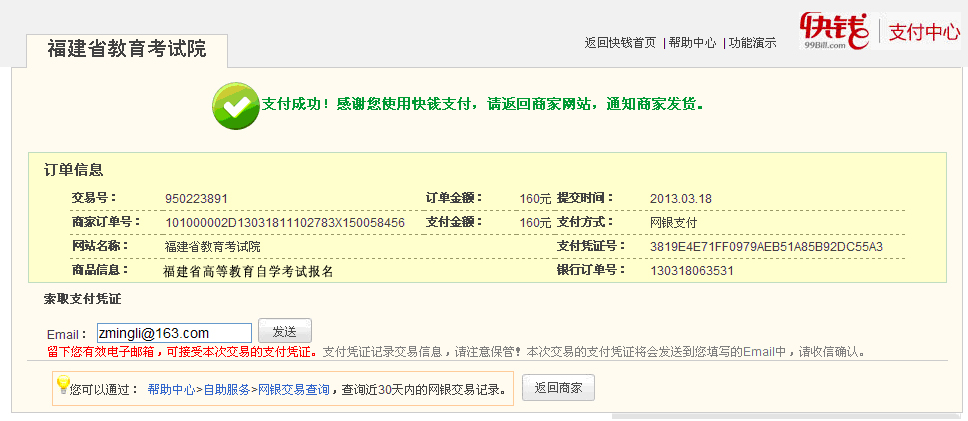 福建省教育考试院
返回快钱首页 | 帮助中心 | 功能演示
快钱 99Bill.com 支付中心
支付成功！感谢您使用快钱支付，请返回商家网站，通知商家发货。
订单信息
交易号： 950223891 订单金额： 160元 提交时间： 2013.03.18
商家订单号： 101000002D13031811102783X150058456 支付金额： 160元 支付方式： 网银支付
网站名称： 福建省教育考试院 支付凭证号： 3819E4E71FF0979AEB51A85B92DC55A3
商品信息： 福建省高等教育自学考试报名 银行订单号： 130318063531
索取支付凭证
Email： zmingli@163.com 发送
留下您有效电子邮箱，可接受本次交易的支付凭证。支付凭证记录交易信息，请注意保管！本次交易的支付凭证将会发送到您填写的Email中，请收信确认。
您可以通过： 帮助中心>自助服务>网银交易查询，查询近30天内的网银交易记录。 返回商家